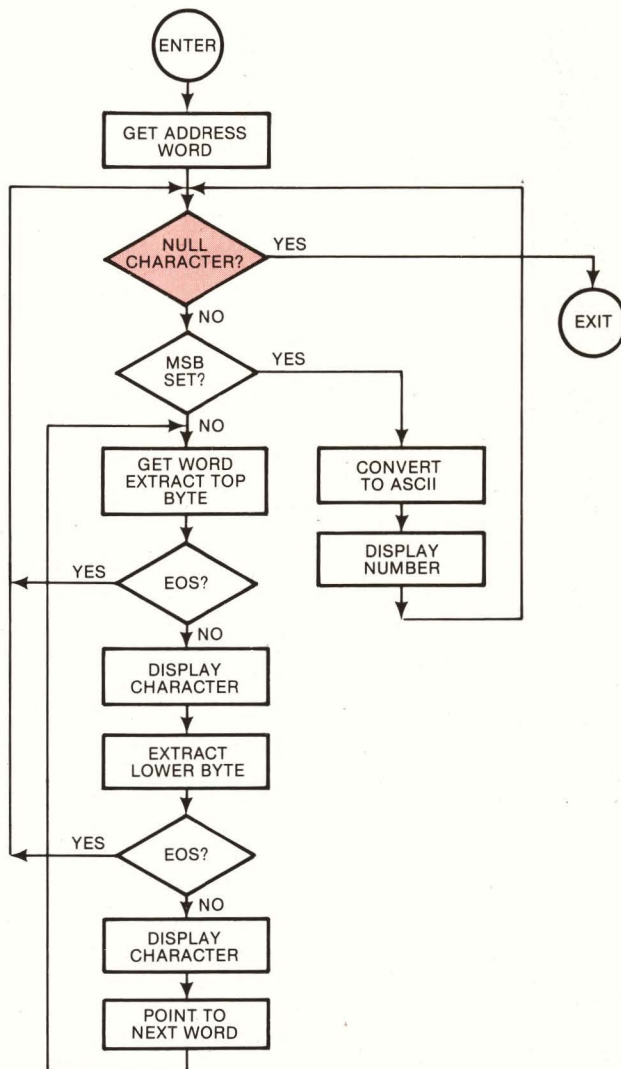 ENTER
GET ADDRESS
WORD
NULL
CHARACTER?
YES
NO
EXIT
MSB
SET?
YES
NO
GET WORD
EXTRACT TOP
BYTE
CONVERT
TO ASCII
DISPLAY
NUMBER
YES
EOS?
NO
DISPLAY
CHARACTER
EXTRACT
LOWER BYTE
YES
EOS?
NO
DISPLAY
CHARACTER
POINT TO
NEXT WORD